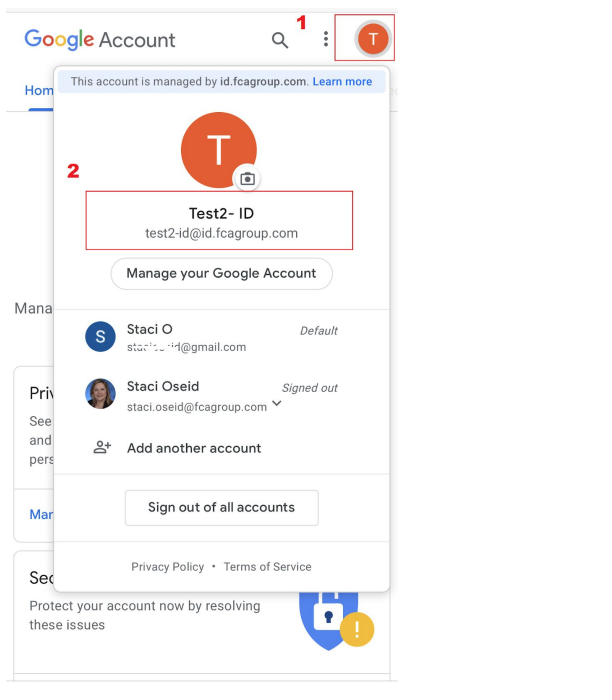 Google Account
1
T
Hom
This account is managed by id.fcagroup.com. Learn more
T
2
Test2- ID
test2-id@id.fcagroup.com
Manage your Google Account
Mana
S
Staci O
Default
@gmail.com
Staci Oseid
Signed out
staci.oseid@fcagroup.com
Add another account
Priv
See
and
pers
Mar
Sign out of all accounts
Privacy Policy • Terms of Service
Sec
Protect your account now by resolving
these issues